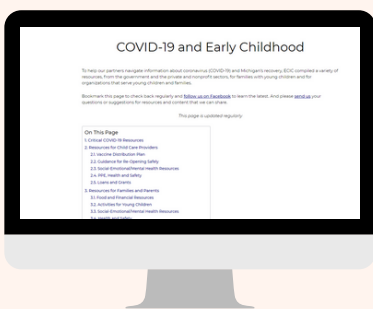 COVID-19 and Early Childhood
To help our partners navigate information about coronavirus (COVID-19) and Michigan's recovery, ECIC compiled a variety of
resources, from the government and the private and nonprofit sectors, for families with young children and for
organizations that serve young children and families.
Bookmark this page to check back regularly and follow us on Facebook to learn the latest. And please send us your
questions or suggestions for resources and content that we can share.
This page is updated regularly.
On This Page
1. Critical COVID-19 Resources
2. Resources for Child Care Providers
2.1. Vaccine Distribution Plan
2.2. Guidance for Re-Opening Safely
2.3. Social-Emotional/Mental Health Resources
2.4. PPE, Health and Safety
2.5. Loans and Grants
3. Resources for Families and Parents
3.1. Food and Financial Resources
3.2. Activities for Young Children
3.3. Social-Emotional/Mental Health Resources
3.4. Health and Safety